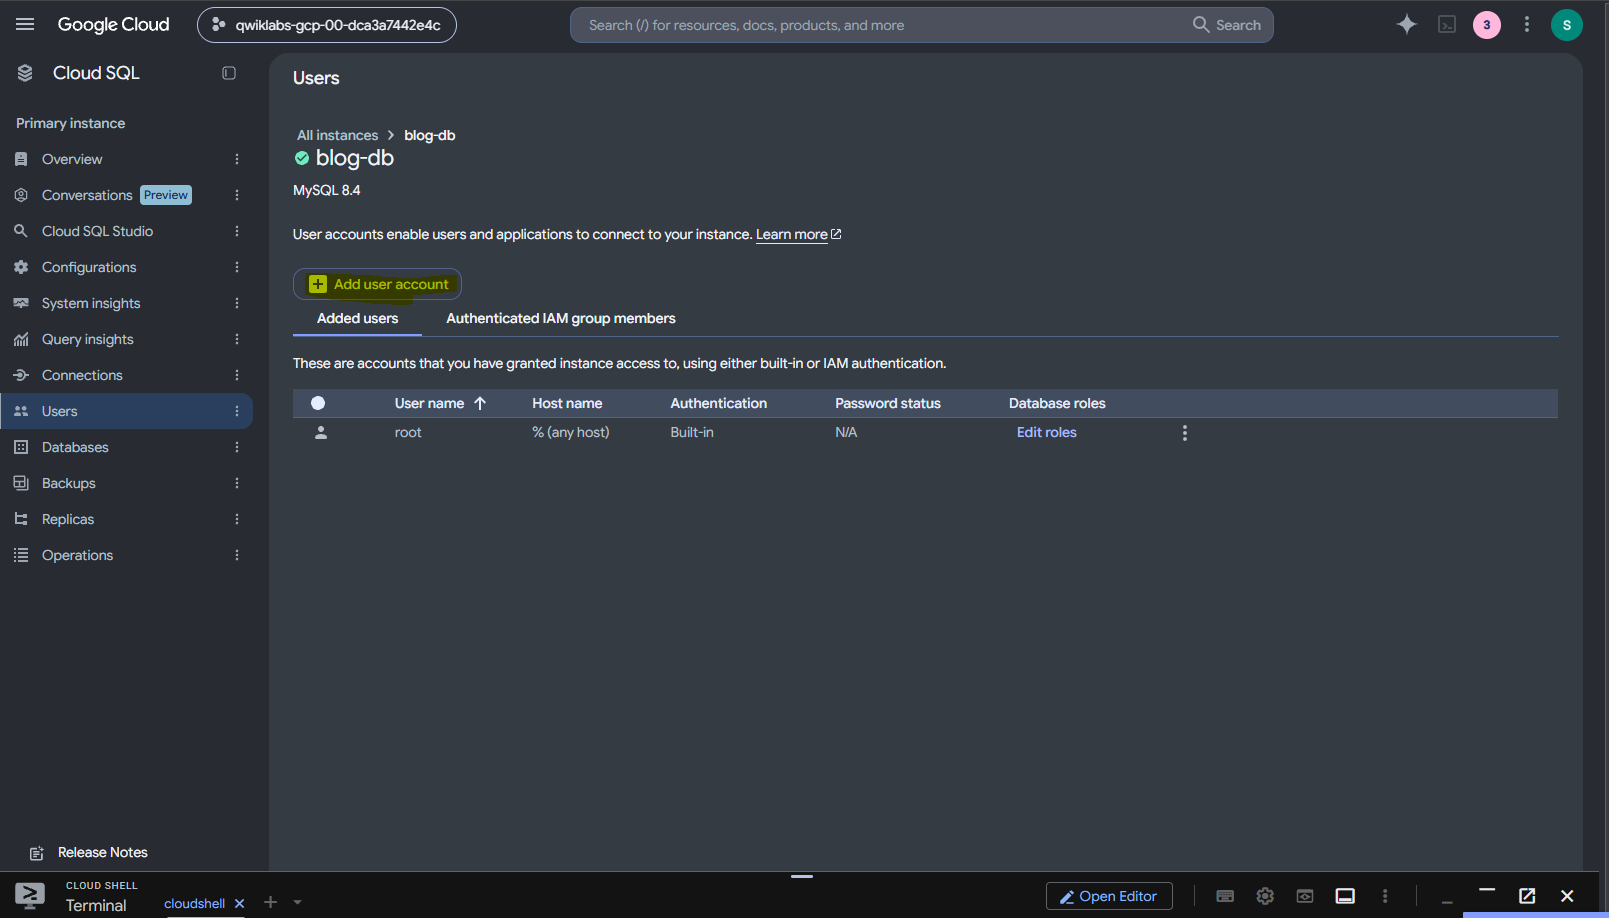 Google Cloud
qwiklabs-gcp-00-dca3a7442e4c
Search (/) for resources, docs, products, and more
Search
3
S
Cloud SQL
Primary instance
Overview
Conversations Preview
Cloud SQL Studio
Configurations
System insights
Query insights
Connections
Users
Databases
Backups
Replicas
Operations
Release Notes
Users
All instances > blog-db
blog-db
MySQL 8.4
User accounts enable users and applications to connect to your instance. Learn more
Add user account
Added users Authenticated IAM group members
These are accounts that you have granted instance access to, using either built-in or IAM authentication.
User name Host name Authentication Password status Database roles
root % (any host) Built-in N/A Edit roles
CLOUD SHELL
Terminal
cloudshell
Open Editor